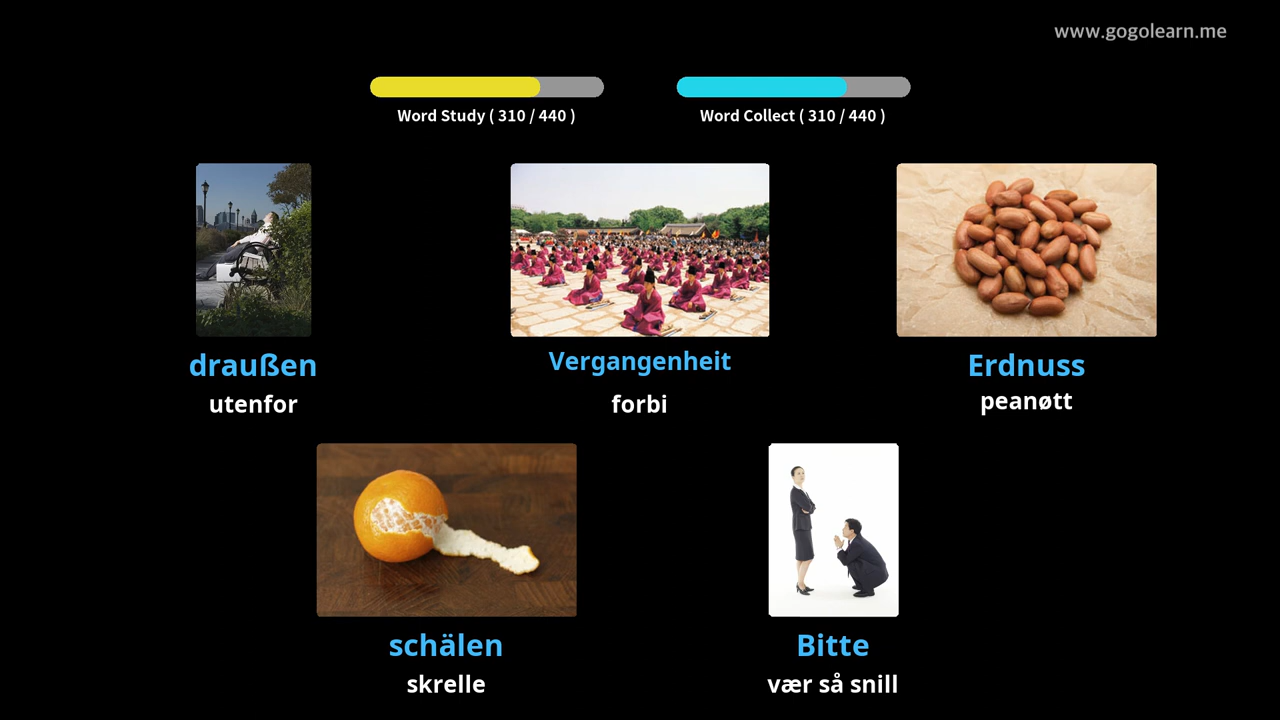 www.gogolearn.me
Word Study ( 310 / 440 )
Word Collect ( 310 / 440 )
draußen
utenfor
Vergangenheit
forbi
Erdnuss
peanøtt
schälen
skrelle
Bitte
vær så snill